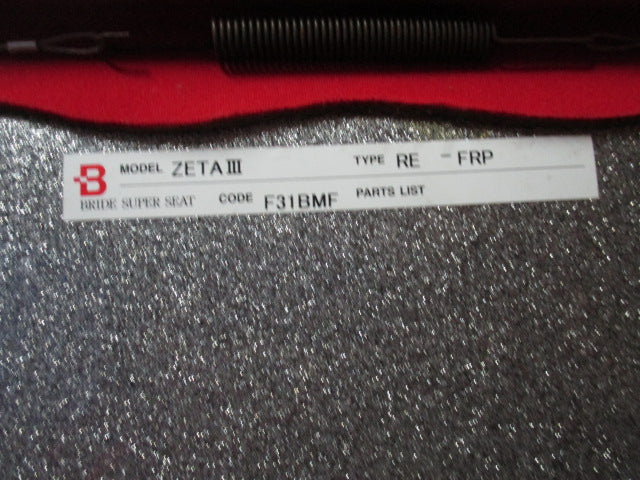 B MODEL ZETA III TYPE RE -FRP
BRIDE SUPER SEAT CODE F31BMF PARTS LIST